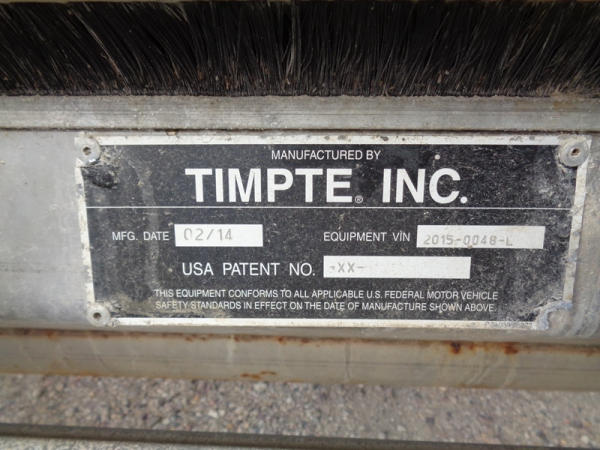 MANUFACTURED BY
TIMPTE® INC.
MFG. DATE 02/14 EQUIPMENT VIN 2015-0048-L
USA PATENT NO. -XX-
THIS EQUIPMENT CONFORMS TO ALL APPLICABLE U.S. FEDERAL MOTOR VEHICLE
SAFETY STANDARDS IN EFFECT ON THE DATE OF MANUFACTURE SHOWN ABOVE.